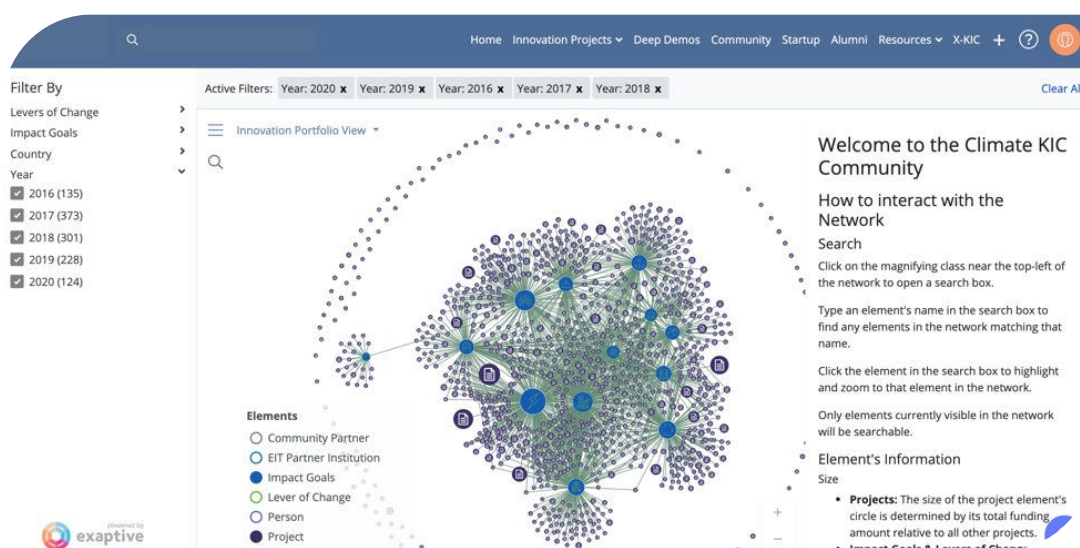 Home Innovation Projects Deep Demos Community Startup Alumni Resources X-KIC + ?
Filter By
Levers of Change
Impact Goals
Country
Year
2016 (135)
2017 (373)
2018 (301)
2019 (228)
2020 (124)
Active Filters: Year: 2020 x Year: 2019 x Year: 2016 x Year: 2017 x Year: 2018 x
Clear Al
Innovation Portfolio View
Elements
Community Partner
EIT Partner Institution
Impact Goals
Lever of Change
Person
Project
Welcome to the Climate KIC
Community
How to interact with the
Network
Search
Click on the magnifying class near the top-left of
the network to open a search box.
Type an element's name in the search box to
find any elements in the network matching that
name.
Click the element in the search box to highlight
and zoom to that element in the network.
Only elements currently visible in the network
will be searchable.
Element's Information
Size
• Projects: The size of the project element's
circle is determined by its total funding
amount relative to all other projects.
• Impact Goals & Levers of Change:
powered by
exaptive